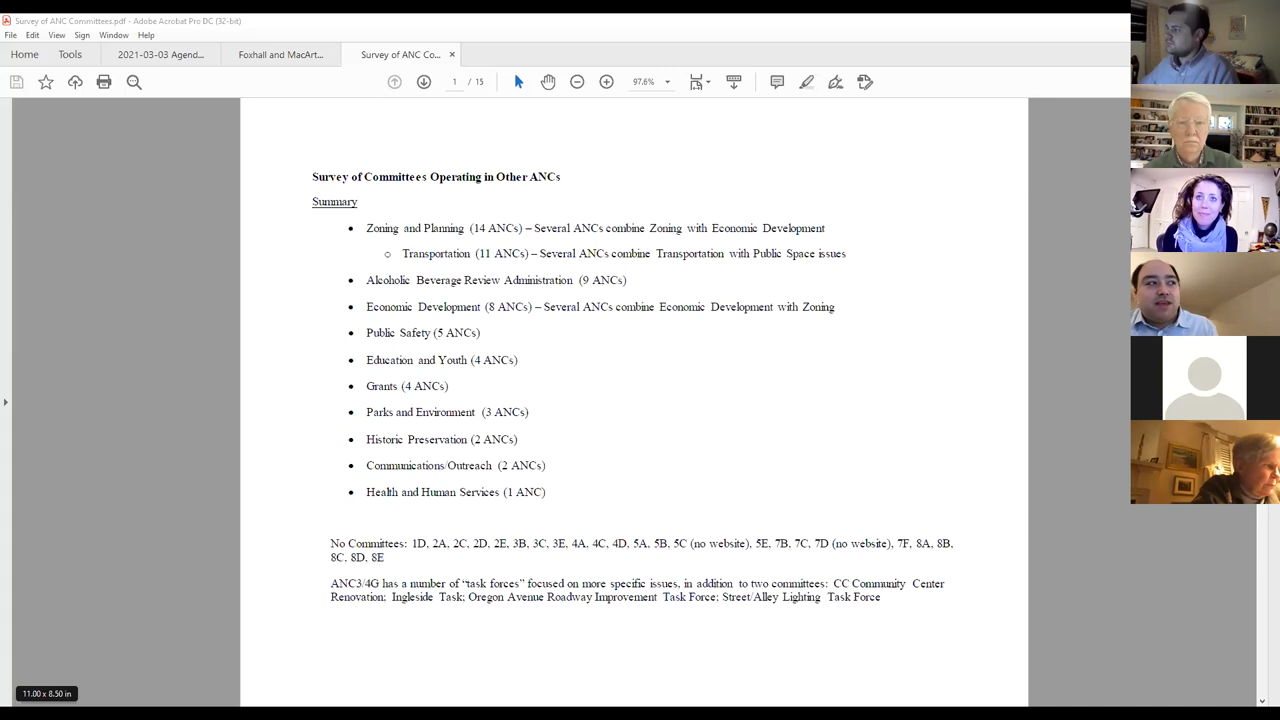 Survey of ANC Committees.pdf - Adobe Acrobat Pro DC (32-bit)
File Edit View Sign Window Help
Home Tools 2021-03-03 Agend... Foxhall and MacArt... Survey of ANC Co... ×
1 / 15 97.6%
Survey of Committees Operating in Other ANCs
Summary
• Zoning and Planning (14 ANCs) – Several ANCs combine Zoning with Economic Development
o Transportation (11 ANCs) – Several ANCs combine Transportation with Public Space issues
• Alcoholic Beverage Review Administration (9 ANCs)
• Economic Development (8 ANCs) – Several ANCs combine Economic Development with Zoning
• Public Safety (5 ANCs)
• Education and Youth (4 ANCs)
• Grants (4 ANCs)
• Parks and Environment (3 ANCs)
• Historic Preservation (2 ANCs)
• Communications/Outreach (2 ANCs)
• Health and Human Services (1 ANC)
No Committees: 1D, 2A, 2C, 2D, 2E, 3B, 3C, 3E, 4A, 4C, 4D, 5A, 5B, 5C (no website), 5E, 7B, 7C, 7D (no website), 7F, 8A, 8B,
8C, 8D, 8E
ANC3/4G has a number of “task forces” focused on more specific issues, in addition to two committees: CC Community Center
Renovation; Ingleside Task; Oregon Avenue Roadway Improvement Task Force; Street/Alley Lighting Task Force
11.00 x 8.50 in